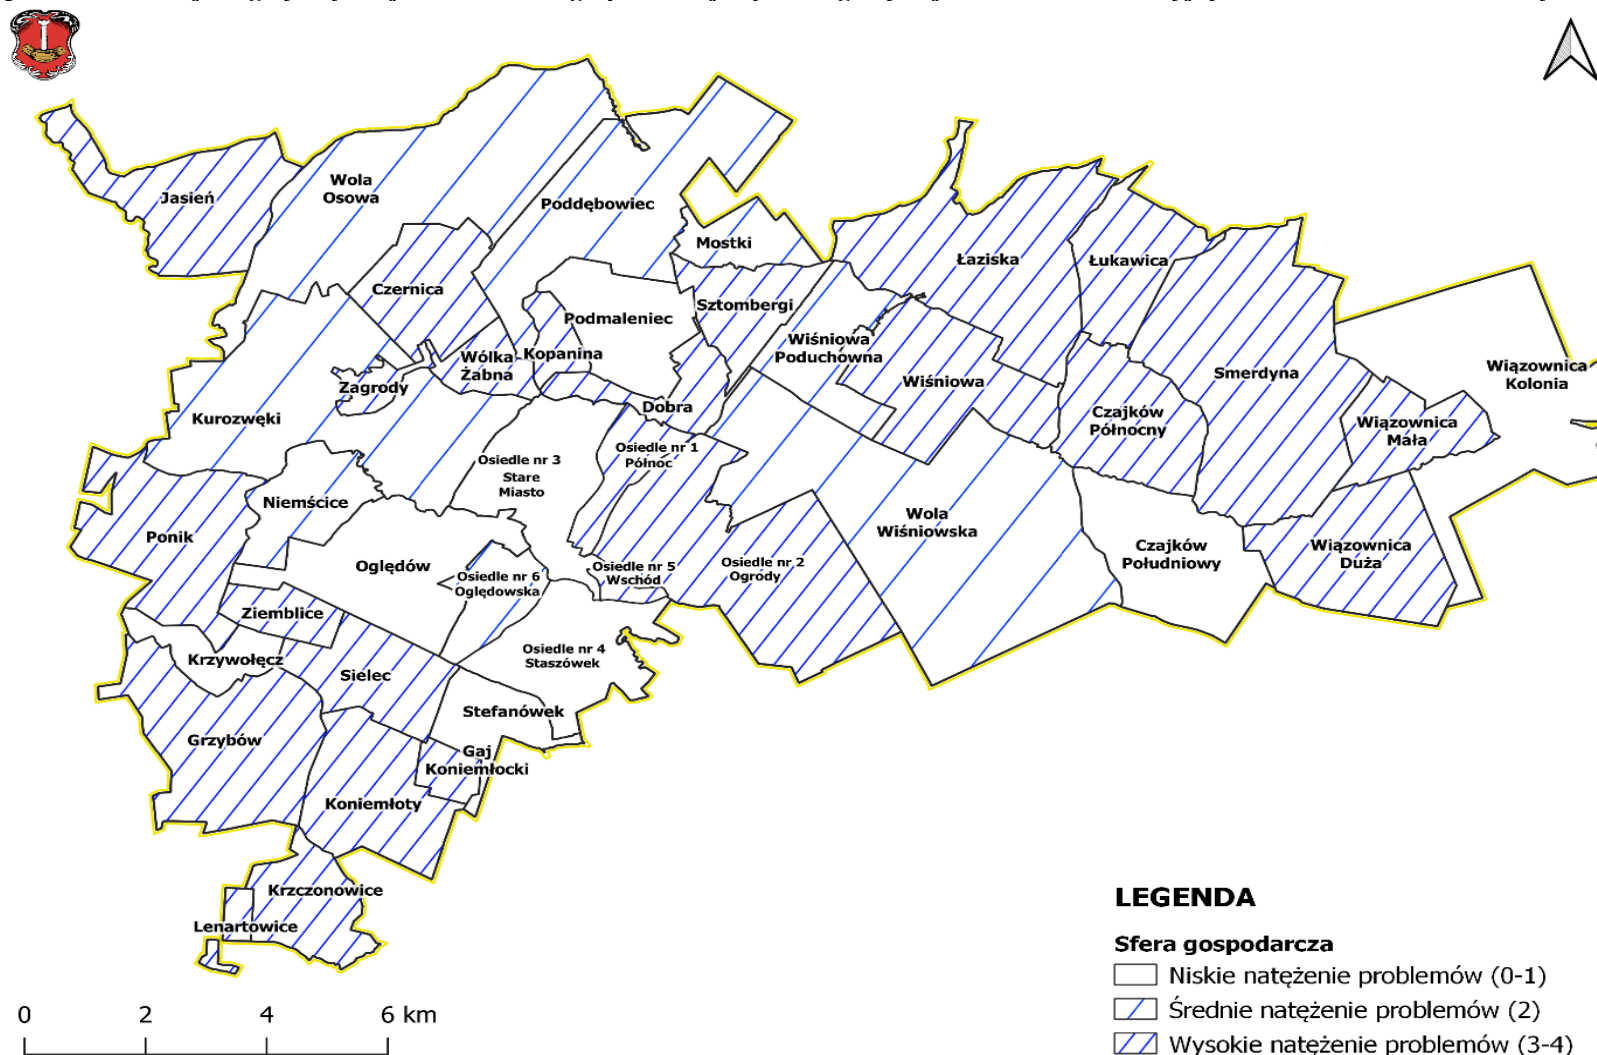 Jasień
Wola
Osowa
Poddębowiec
Mostki
Łaziska
Łukawica
Czernica
Sztombergi
Podmaleniec
Wiśniowa
Poduchowna
Wólka
Żabna
Kopanina
Zagrody
Wiśniowa
Smerdyna
Wiązownica
Kolonia
Kurozwęki
Dobra
Czajków
Północny
Wiązownica
Mała
Osiedle nr 1
Północ
Osiedle nr 3
Stare
Miasto
Niemścice
Ponik
Wola
Wiśniowska
Czajków
Południowy
Wiązownica
Duża
Oględów
Osiedle nr 6
Oględowska
Osiedle nr 5
Wschód
Osiedle nr 2
Ogrody
Ziemblice
Krzywołęcz
Sielec
Osiedle nr 4
Staszówek
Stefanówek
Grzybów
Gaj
Koniemłocki
Koniemłoty
Krzczonowice
Lenartowice
0 2 4 6 km
LEGENDA
Sfera gospodarcza
Niskie natężenie problemów (0-1)
Średnie natężenie problemów (2)
Wysokie natężenie problemów (3-4)